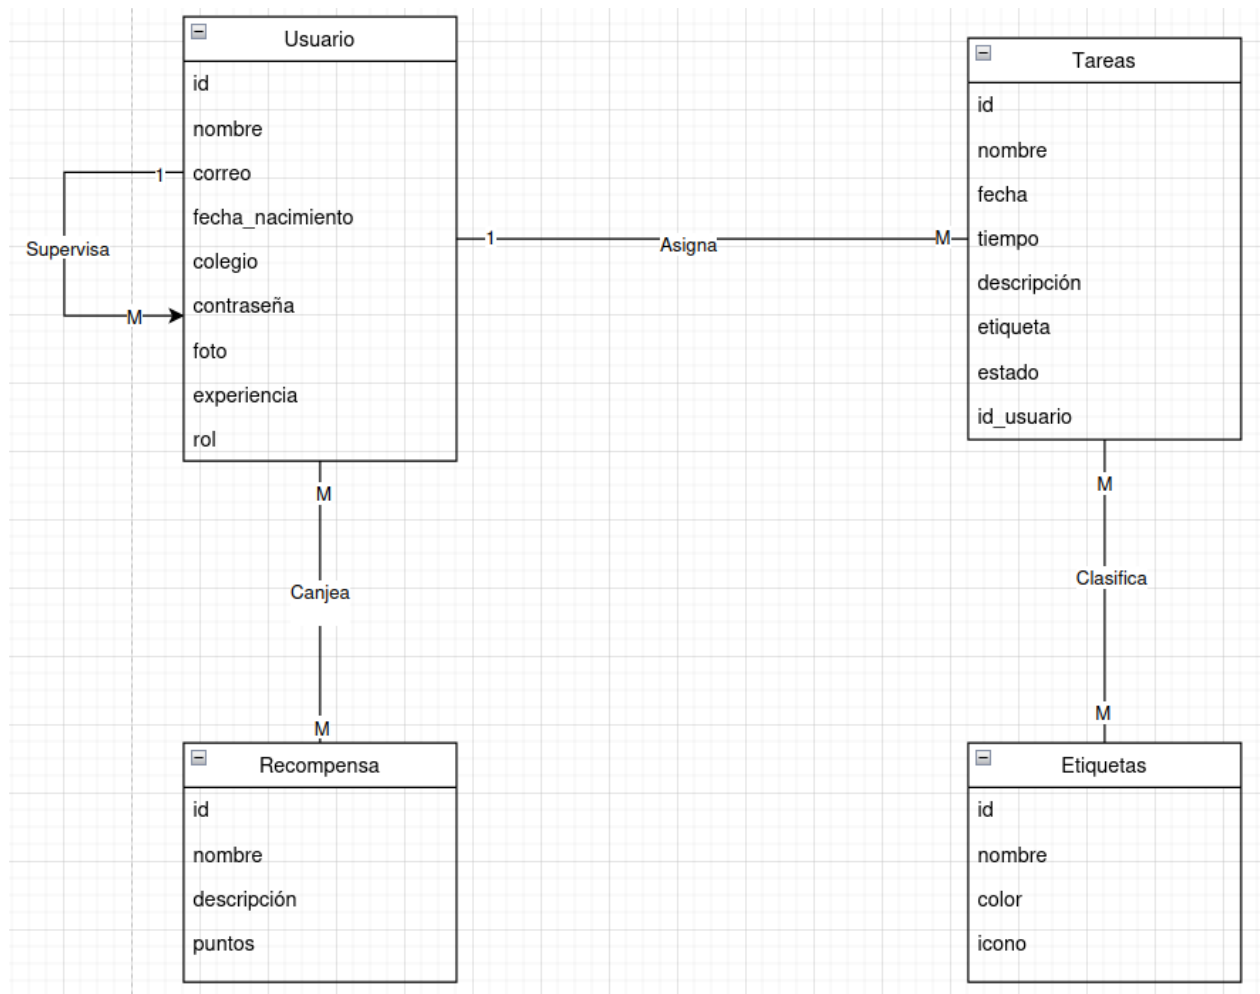 Usuario
id
nombre
correo
fecha_nacimiento
colegio
contraseña
foto
experiencia
rol
1
Supervisa
M
1
Asigna
M
Tareas
id
nombre
fecha
tiempo
descripción
etiqueta
estado
id_usuario
M
Canjea
M
M
Clasifica
M
Recompensa
id
nombre
descripción
puntos
Etiquetas
id
nombre
color
icono